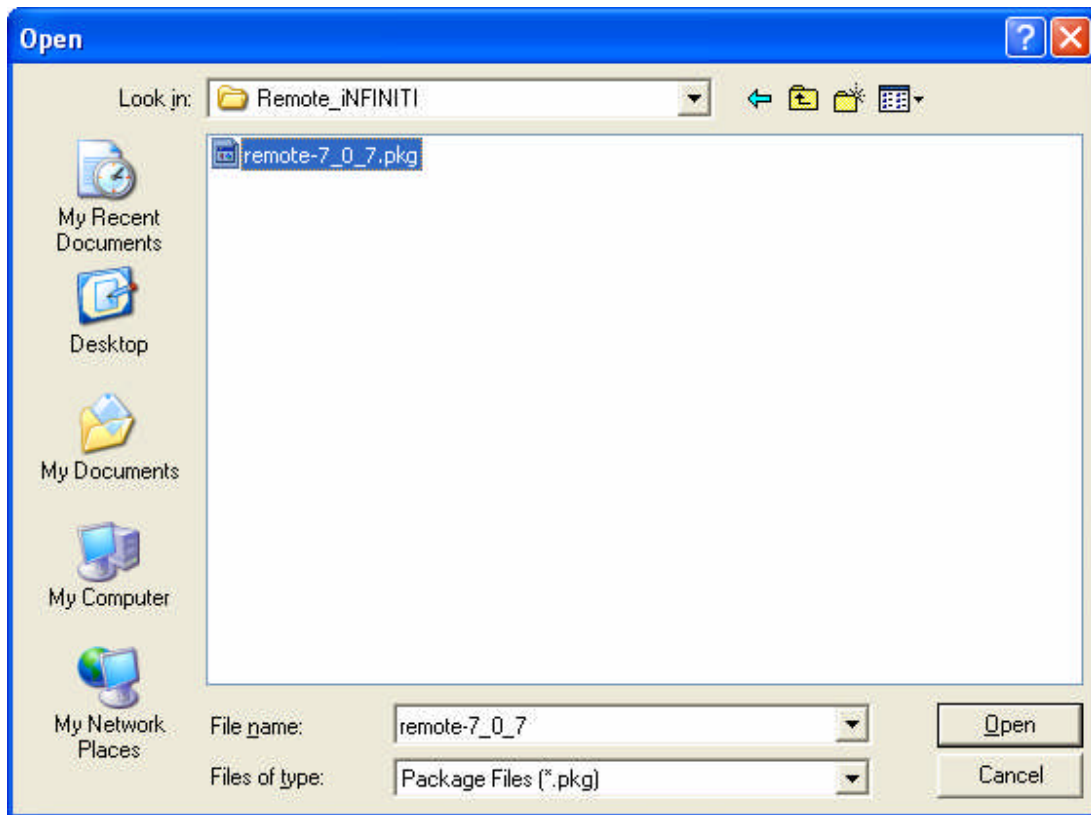 Open
Look in:
Remote_iNFINITI
remote-7_0_7.pkg
My Recent
Documents
Desktop
My Documents
My Computer
My Network
Places
File name:
remote-7_0_7
Open
Files of type:
Package Files (*.pkg)
Cancel